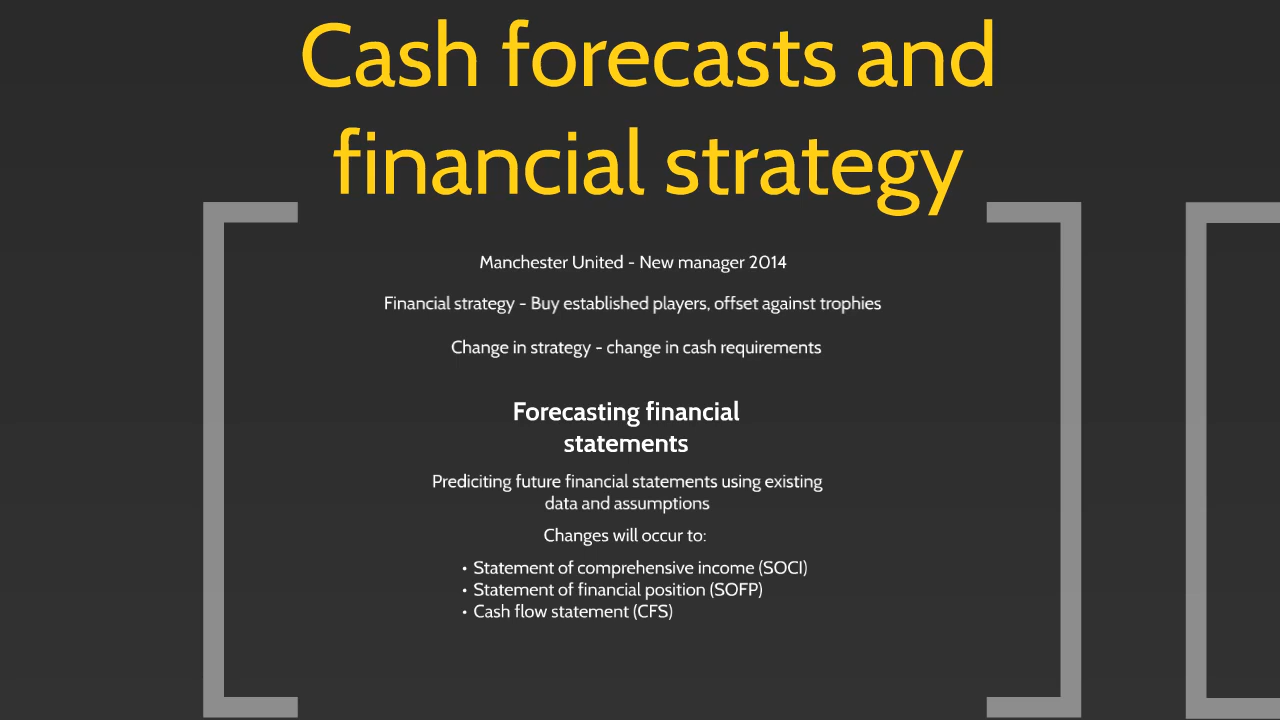 Cash forecasts and
financial strategy
Manchester United - New manager 2014
Financial strategy - Buy established players, offset against trophies
Change in strategy - change in cash requirements
Forecasting financial
statements
Prediciting future financial statements using existing
data and assumptions
Changes will occur to:
• Statement of comprehensive income (SOCI)
• Statement of financial position (SOFP)
• Cash flow statement (CFS)